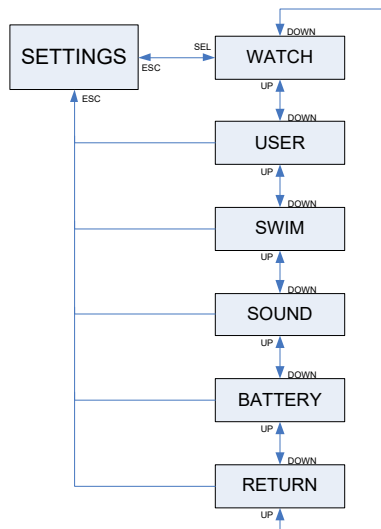 DOWN
SETTINGS
SEL
WATCH
ESC
UP
ESC
DOWN
USER
UP
DOWN
SWIM
UP
DOWN
SOUND
UP
DOWN
BATTERY
UP
DOWN
RETURN
UP